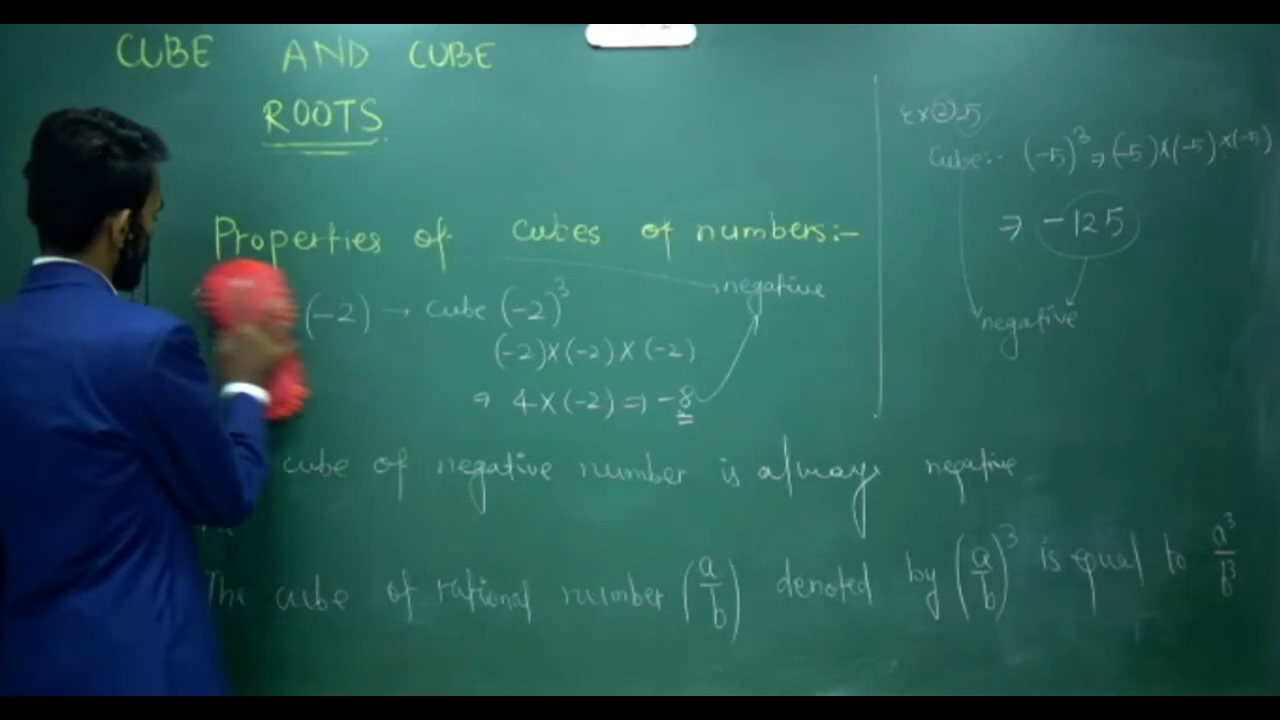 CUBE AND CUBE
ROOTS
Properties of cubes of numbers:-
(-2) → cube (-2)³
negative
(-2)×(-2)×(-2)
⇒ 4×(-2) ⇒ -8
cube of negative number is always negative
The cube of rational number (a/b) denoted by (a/b)³ is equal to a³/b³
Ex ② -5
Cube:- (-5)³ ⇒ (-5)×(-5)×(-5)
⇒ -125
negative